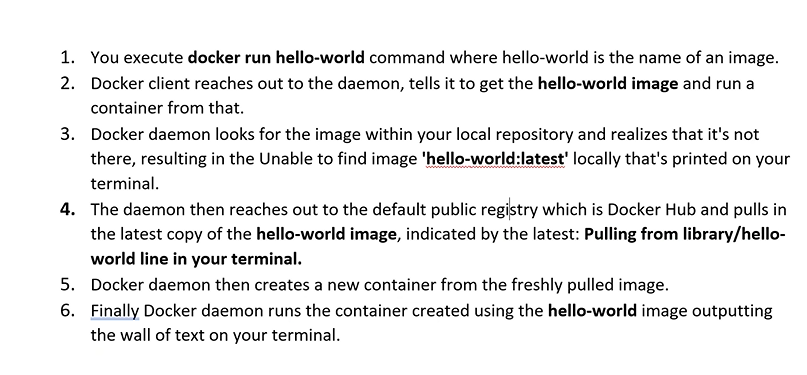 1. You execute docker run hello-world command where hello-world is the name of an image.
2. Docker client reaches out to the daemon, tells it to get the hello-world image and run a
container from that.
3. Docker daemon looks for the image within your local repository and realizes that it's not
there, resulting in the Unable to find image 'hello-world:latest' locally that's printed on your
terminal.
4. The daemon then reaches out to the default public registry which is Docker Hub and pulls in
the latest copy of the hello-world image, indicated by the latest: Pulling from library/hello-
world line in your terminal.
5. Docker daemon then creates a new container from the freshly pulled image.
6. Finally Docker daemon runs the container created using the hello-world image outputting
the wall of text on your terminal.